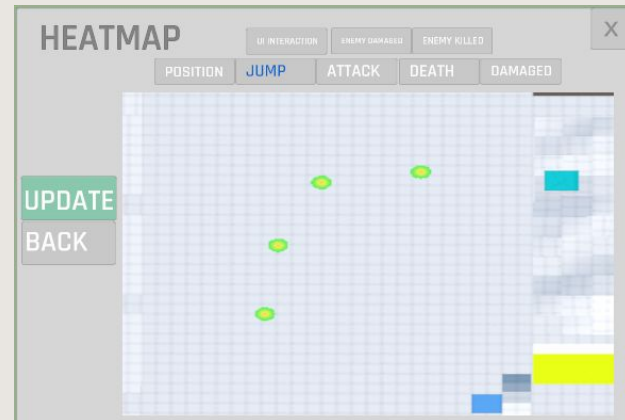 HEATMAP
UI INTERACTION ENEMY DAMAGED ENEMY KILLED
X
POSITION JUMP ATTACK DEATH DAMAGED
UPDATE
BACK